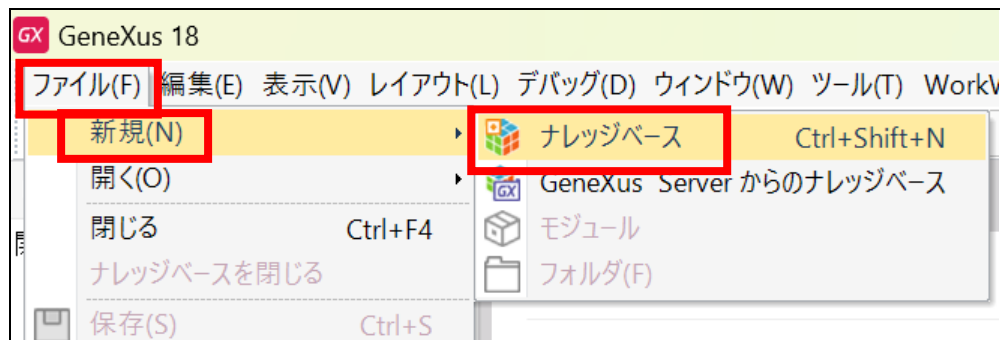 GX GeneXus 18
ファイル(F) 編集(E) 表示(V) レイアウト(L) デバッグ(D) ウィンドウ(W) ツール(T) Work
新規(N)
開く(O)
閉じる Ctrl+F4
ナレッジベースを閉じる
保存(S) Ctrl+S
ナレッジベース Ctrl+Shift+N
GX GeneXus Server からのナレッジベース
モジュール
フォルダ(F)